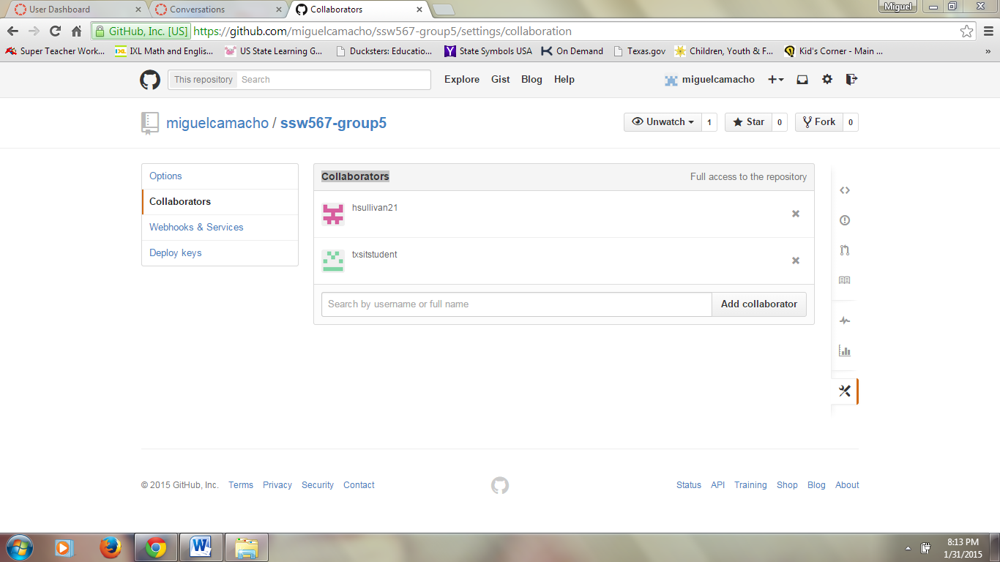 User Dashboard
Conversations
Collaborators
Miguel
GitHub, Inc. [US] https://github.com/miguelcamacho/ssw567-group5/settings/collaboration
Super Teacher Work... IXL Math and Englis... US State Learning G... Ducksters: Educatio... State Symbols USA On Demand Texas.gov Children, Youth & F... Kid's Corner - Main ... »
This repository Search Explore Gist Blog Help miguelcamacho
miguelcamacho / ssw567-group5 Unwatch 1 Star 0 Fork 0
Options
Collaborators
Webhooks & Services
Deploy keys
Collaborators Full access to the repository
hsullivan21
txsitstudent
Search by username or full name Add collaborator
© 2015 GitHub, Inc. Terms Privacy Security Contact Status API Training Shop Blog About
8:13 PM
1/31/2015